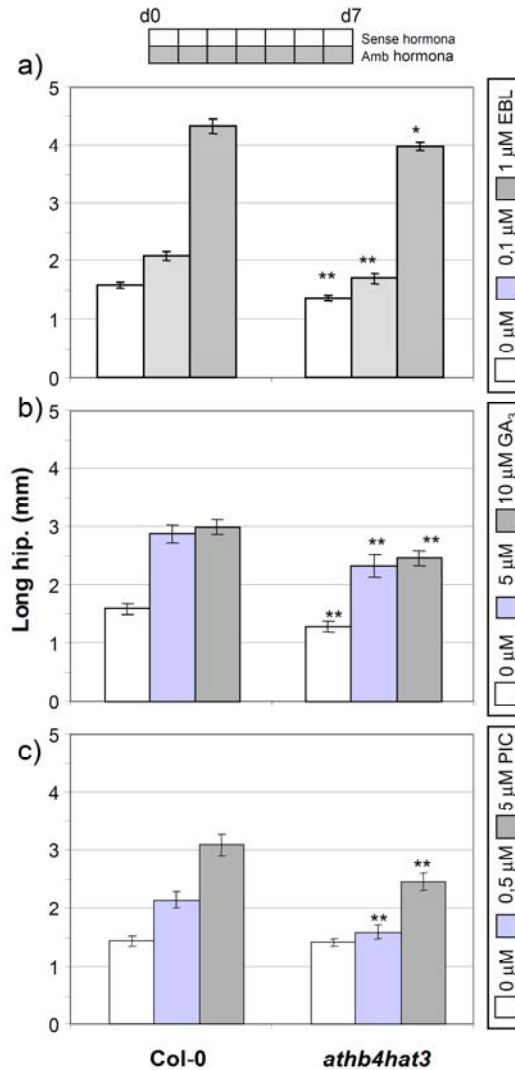 d0 d7
Sense hormona
Amb hormona
a)
5
4
3
2
1
0
*
**
**
0 µM 0,1 µM 1 µM EBL
b)
5
4
3
2
1
0
**
**
**
0 µM 5 µM 10 µM GA₃
Long hip. (mm)
c)
5
4
3
2
1
0
**
**
0 µM 0,5 µM 5 µM PIC
Col-0 athb4hat3